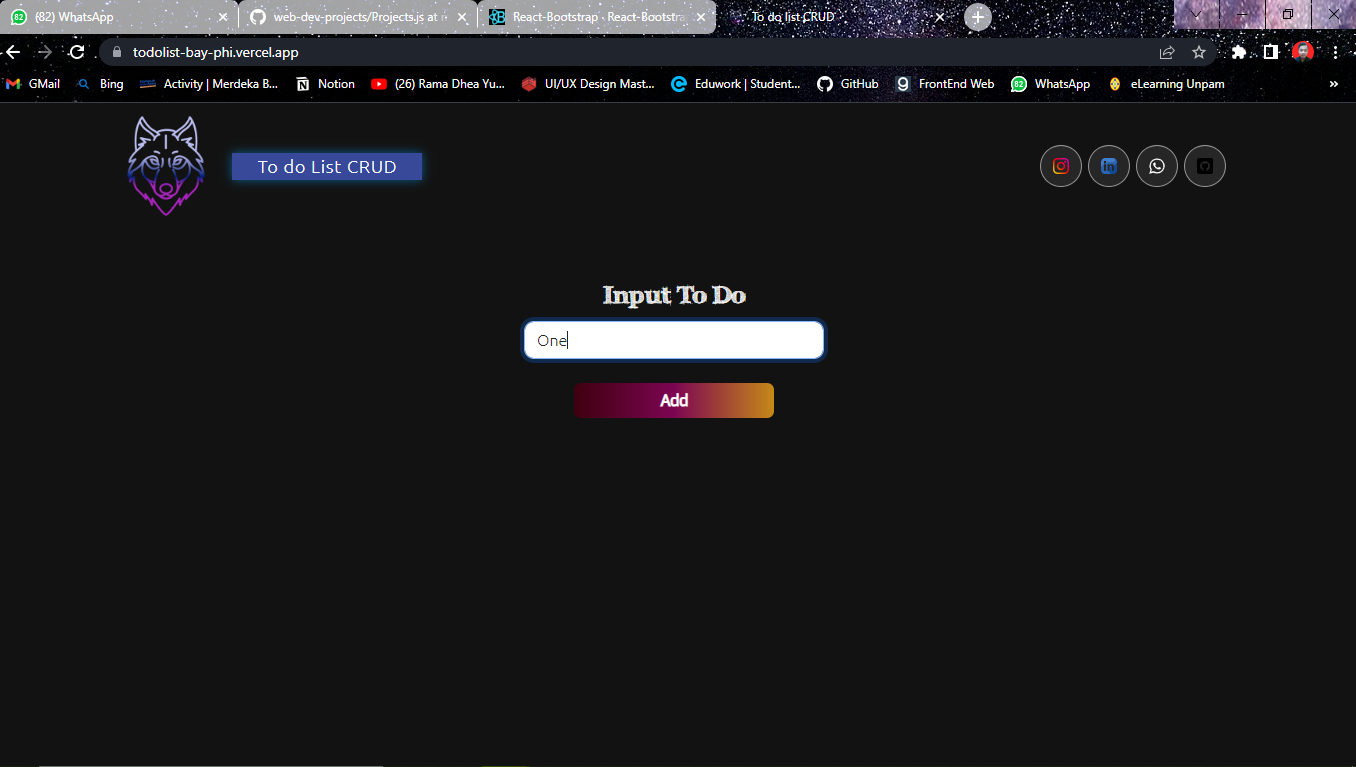 (82) WhatsApp
web-dev-projects/Projects.js at r
React-Bootstrap · React-Bootstra
To do list CRUD
todolist-bay-phi.vercel.app
GMail Bing Activity | Merdeka B... Notion (26) Rama Dhea Yu... UI/UX Design Mast... Eduwork | Student... GitHub FrontEnd Web WhatsApp eLearning Unpam »
To do List CRUD
Input To Do
One
Add